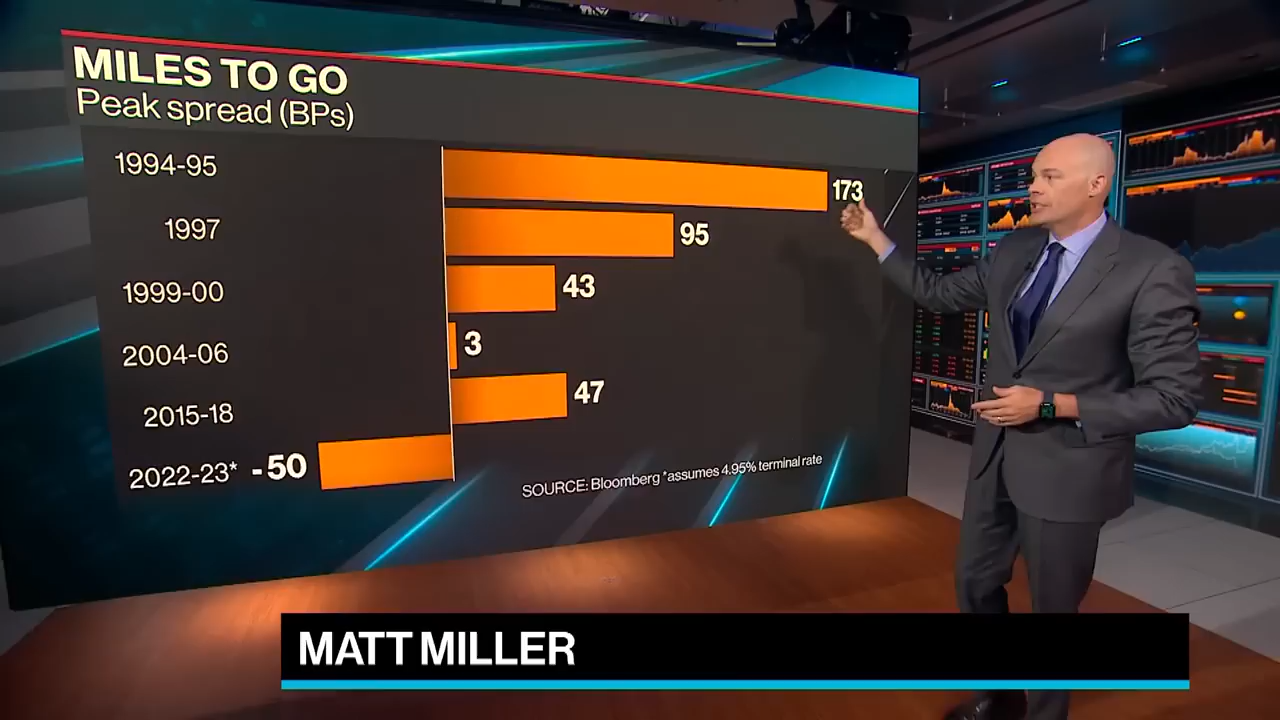 MILES TO GO
Peak spread (BPs)
1994-95 173
1997 95
1999-00 43
2004-06 3
2015-18 47
2022-23* -50
SOURCE: Bloomberg *assumes 4.95% terminal rate
MATT MILLER